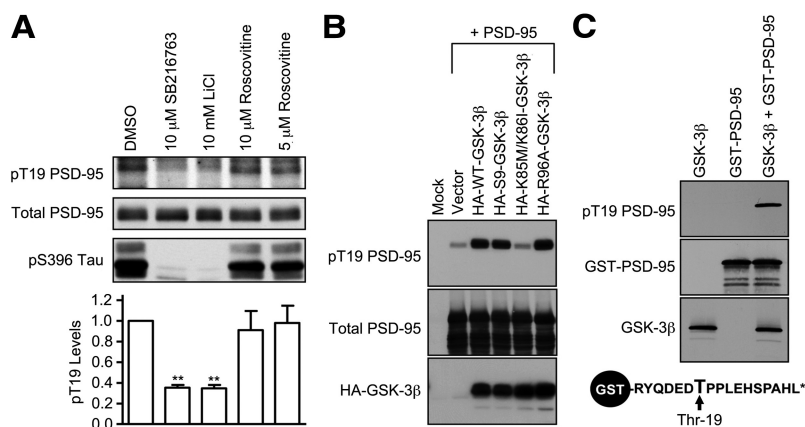 A
DMSO
10 μM SB216763
10 mM LiCl
10 μM Roscovitine
5 μM Roscovitine
pT19 PSD-95
Total PSD-95
pS396 Tau
pT19 Levels
1.2
1.0
0.8
0.6
0.4
0.2
0.0
**
**
B
+ PSD-95
Mock
Vector
HA-WT-GSK-3β
HA-S9-GSK-3β
HA-K85M/K86I-GSK-3β
HA-R96A-GSK-3β
pT19 PSD-95
Total PSD-95
HA-GSK-3β
C
GSK-3β
GST-PSD-95
GSK-3β + GST-PSD-95
pT19 PSD-95
GST-PSD-95
GSK-3β
GST-RYQDEDTPPLEHSPAHL*
Thr-19